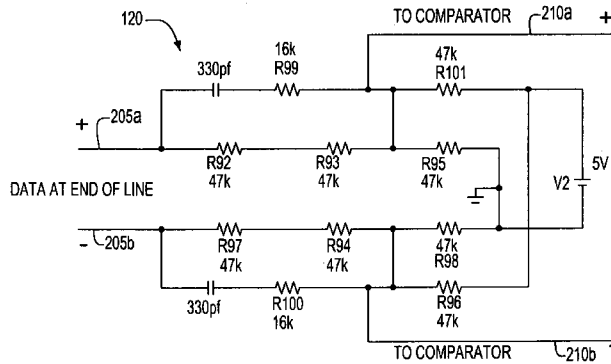 120
TO COMPARATOR
210a
+
330pf
16k
R99
47k
R101
+
205a
R92
47k
R93
47k
R95
47k
5V
V2
DATA AT END OF LINE
-
205b
R97
47k
R94
47k
47k
R98
330pf
R100
16k
R96
47k
TO COMPARATOR
210b